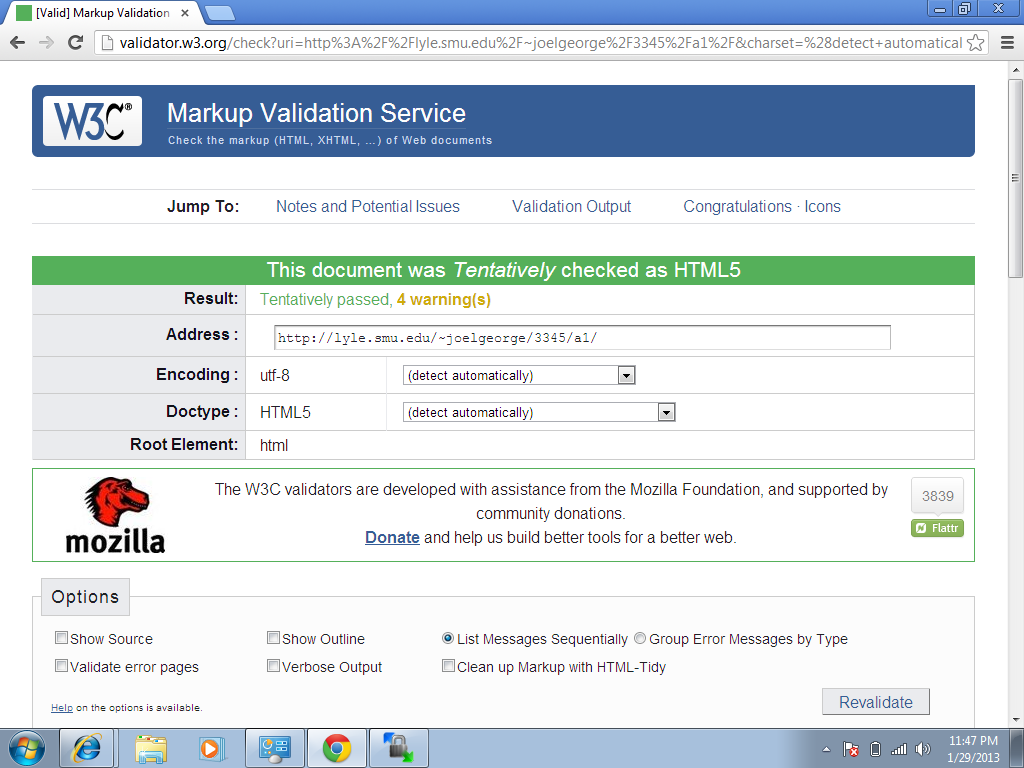 [Valid] Markup Validation
validator.w3.org/check?uri=http%3A%2F%2Flyle.smu.edu%2F~joelgeorge%2F3345%2Fa1%2F&charset=%28detect+automatical
W3C® Markup Validation Service
Check the markup (HTML, XHTML, …) of Web documents
Jump To: Notes and Potential Issues Validation Output Congratulations · Icons
This document was Tentatively checked as HTML5
Result: Tentatively passed, 4 warning(s)
Address : http://lyle.smu.edu/~joelgeorge/3345/a1/
Encoding : utf-8 (detect automatically)
Doctype : HTML5 (detect automatically)
Root Element: html
mozilla
The W3C validators are developed with assistance from the Mozilla Foundation, and supported by
community donations.
Donate and help us build better tools for a better web.
3839
Flattr
Options
Show Source Show Outline List Messages Sequentially Group Error Messages by Type
Validate error pages Verbose Output Clean up Markup with HTML-Tidy
Help on the options is available.
Revalidate
11:47 PM
1/29/2013